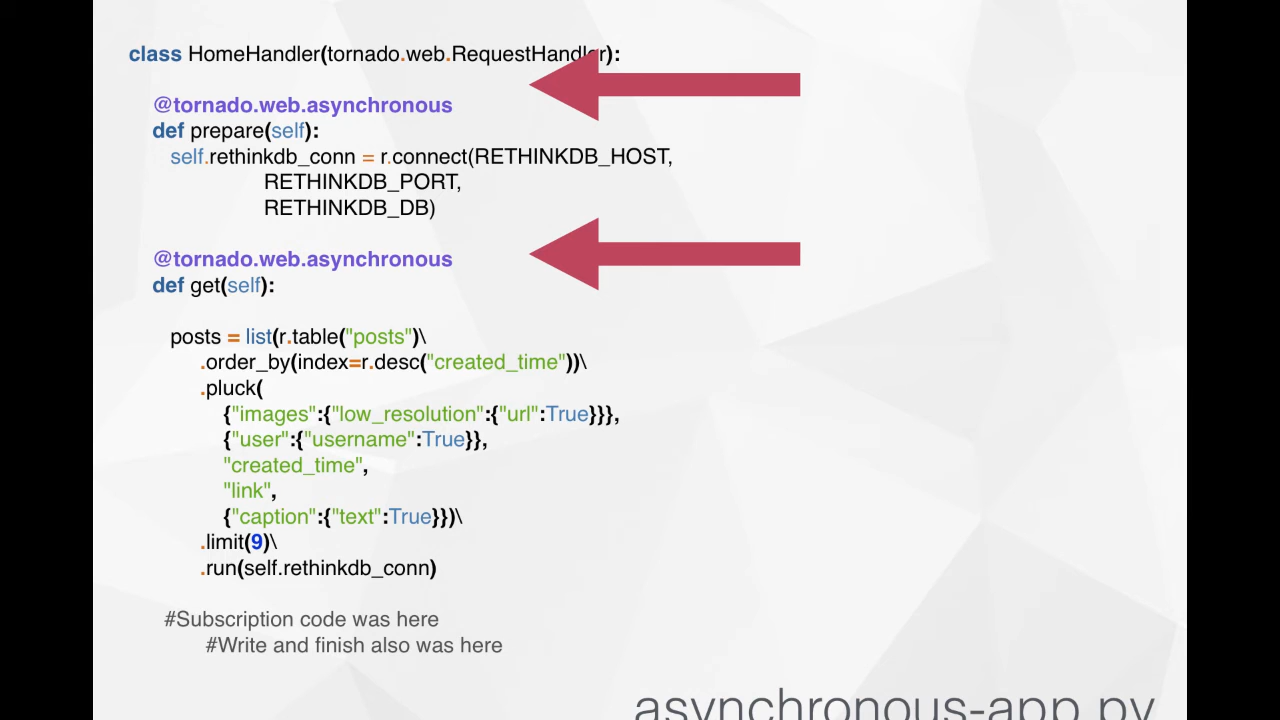 class HomeHandler(tornado.web.RequestHandler):
@tornado.web.asynchronous
def prepare(self):
self.rethinkdb_conn = r.connect(RETHINKDB_HOST,
RETHINKDB_PORT,
RETHINKDB_DB)
@tornado.web.asynchronous
def get(self):
posts = list(r.table("posts")\
.order_by(index=r.desc("created_time"))\
.pluck(
{"images":{"low_resolution":{"url":True}}},
{"user":{"username":True}},
"created_time",
"link",
{"caption":{"text":True}})\
.limit(9)\
.run(self.rethinkdb_conn)
#Subscription code was here
#Write and finish also was here
asynchronous-app.py